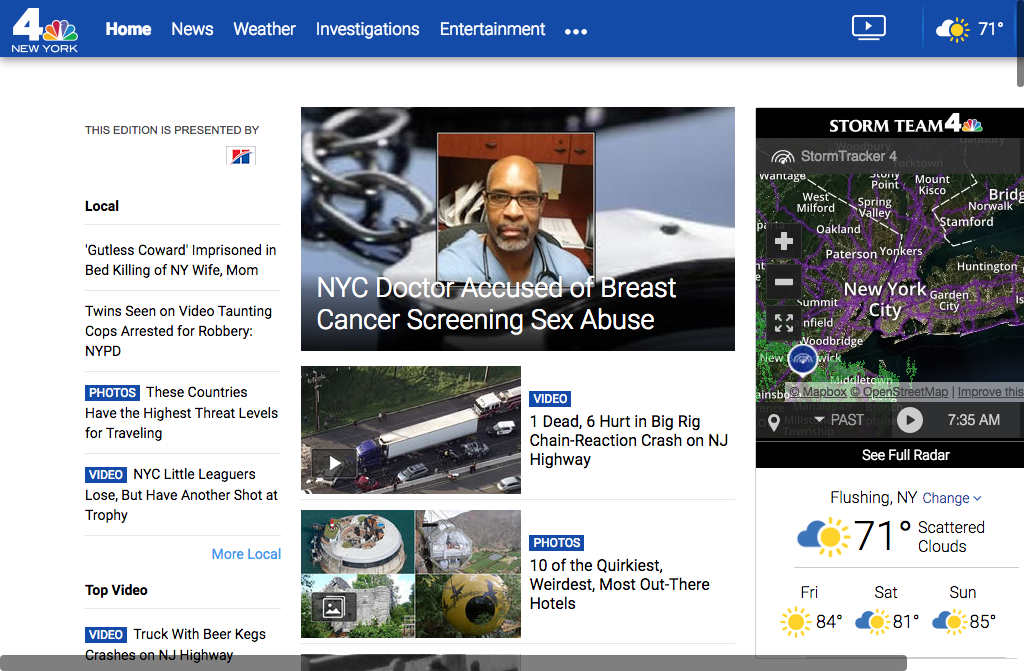 4
NEW YORK
Home
News
Weather
Investigations
Entertainment
71°
THIS EDITION IS PRESENTED BY
Local
'Gutless Coward' Imprisoned in
Bed Killing of NY Wife, Mom
Twins Seen on Video Taunting
Cops Arrested for Robbery:
NYPD
PHOTOS These Countries
Have the Highest Threat Levels
for Traveling
VIDEO NYC Little Leaguers
Lose, But Have Another Shot at
Trophy
More Local
Top Video
VIDEO Truck With Beer Kegs
Crashes on NJ Highway
NYC Doctor Accused of Breast
Cancer Screening Sex Abuse
VIDEO
1 Dead, 6 Hurt in Big Rig
Chain-Reaction Crash on NJ
Highway
PHOTOS
10 of the Quirkiest,
Weirdest, Most Out-There
Hotels
STORM TEAM 4
StormTracker 4
Woodbury
Danbury
Yorktown
Wantage
Stony
Point
Mount
Kisco
West
Milford
Spring
Valley
Norwalk
Stamford
Oakland
Paterson
Yonkers
Huntington
New York
City
Garden
City
Summit
Woodbridge
Middletown
© Mapbox © OpenStreetMap | Improve this
PAST
7:35 AM
See Full Radar
Flushing, NY Change
71° Scattered
Clouds
Fri
Sat
Sun
84°
81°
85°